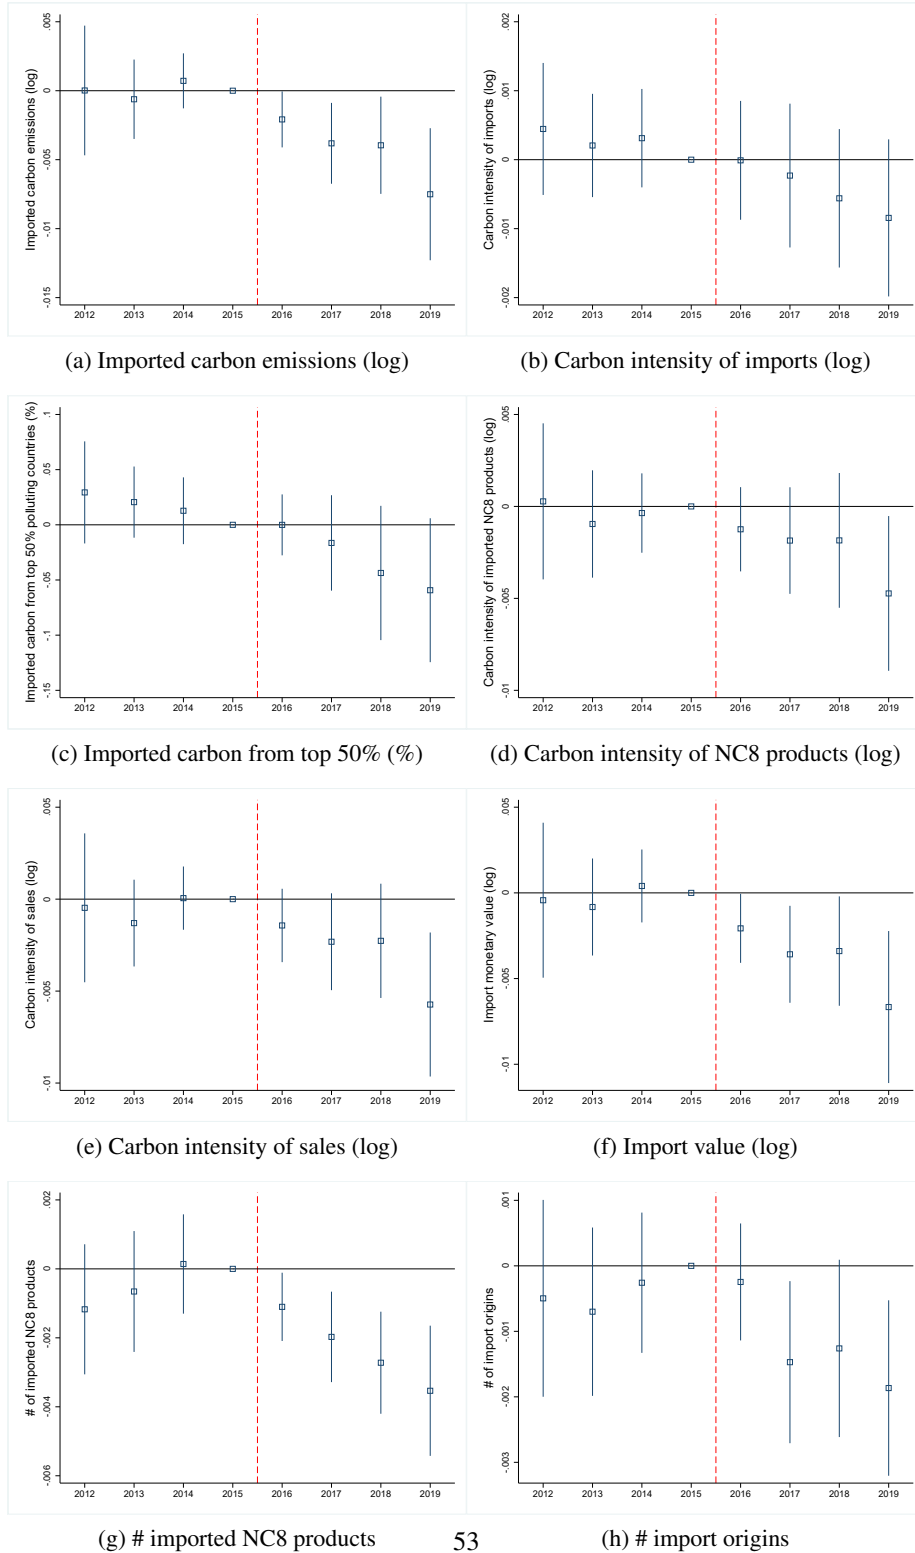 Imported carbon emissions (log)
.005
0
-.005
-.01
-.015
2012 2013 2014 2015 2016 2017 2018 2019
(a) Imported carbon emissions (log)
Carbon intensity of imports (log)
.002
.001
0
-.001
-.002
2012 2013 2014 2015 2016 2017 2018 2019
(b) Carbon intensity of imports (log)
Imported carbon from top 50% polluting countries (%)
.1
.05
0
-.05
-.1
-.15
2012 2013 2014 2015 2016 2017 2018 2019
(c) Imported carbon from top 50% (%)
Carbon intensity of imported NC8 products (log)
.005
0
-.005
-.01
2012 2013 2014 2015 2016 2017 2018 2019
(d) Carbon intensity of NC8 products (log)
Carbon intensity of sales (log)
.005
0
-.005
-.01
2012 2013 2014 2015 2016 2017 2018 2019
(e) Carbon intensity of sales (log)
Import monetary value (log)
.005
0
-.005
-.01
2012 2013 2014 2015 2016 2017 2018 2019
(f) Import value (log)
# of imported NC8 products
.002
0
-.002
-.004
-.006
2012 2013 2014 2015 2016 2017 2018 2019
(g) # imported NC8 products
# of import origins
.001
0
-.001
-.002
-.003
2012 2013 2014 2015 2016 2017 2018 2019
(h) # import origins
53